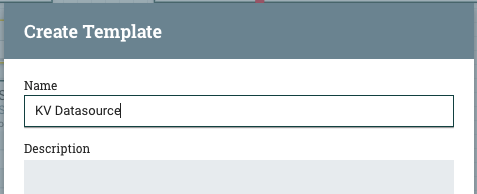 Create Template
Name
KV Datasource
Description